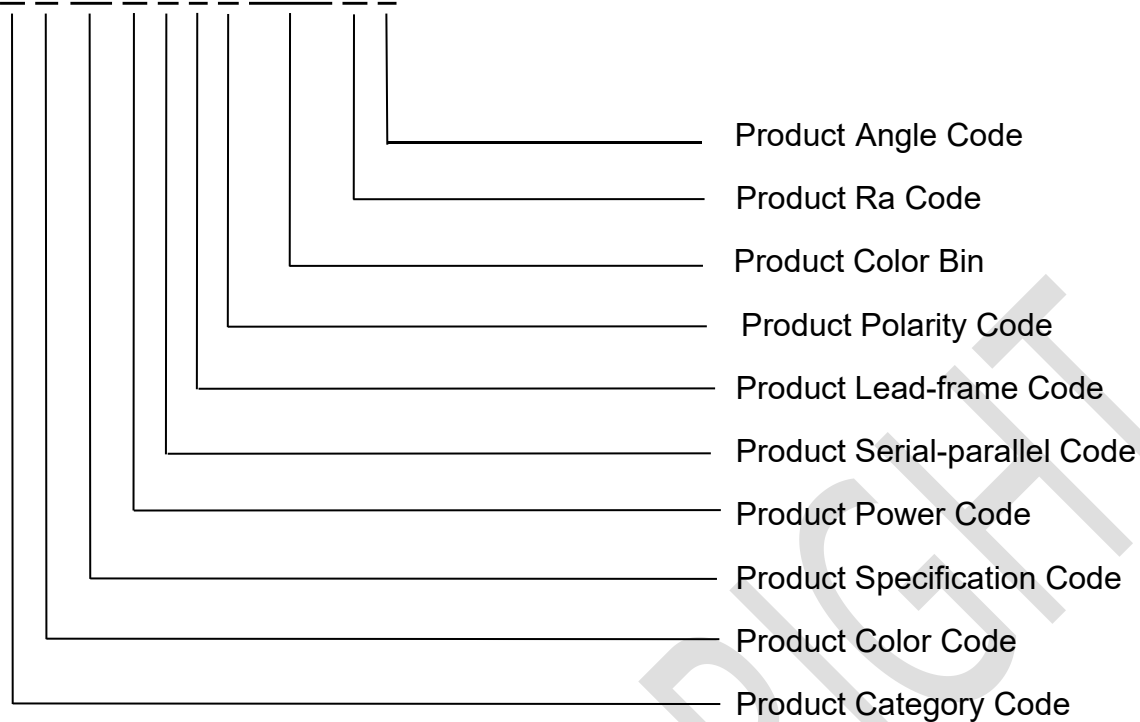 Product Angle Code
Product Ra Code
Product Color Bin
Product Polarity Code
Product Lead-frame Code
Product Serial-parallel Code
Product Power Code
Product Specification Code
Product Color Code
Product Category Code
RIGHT